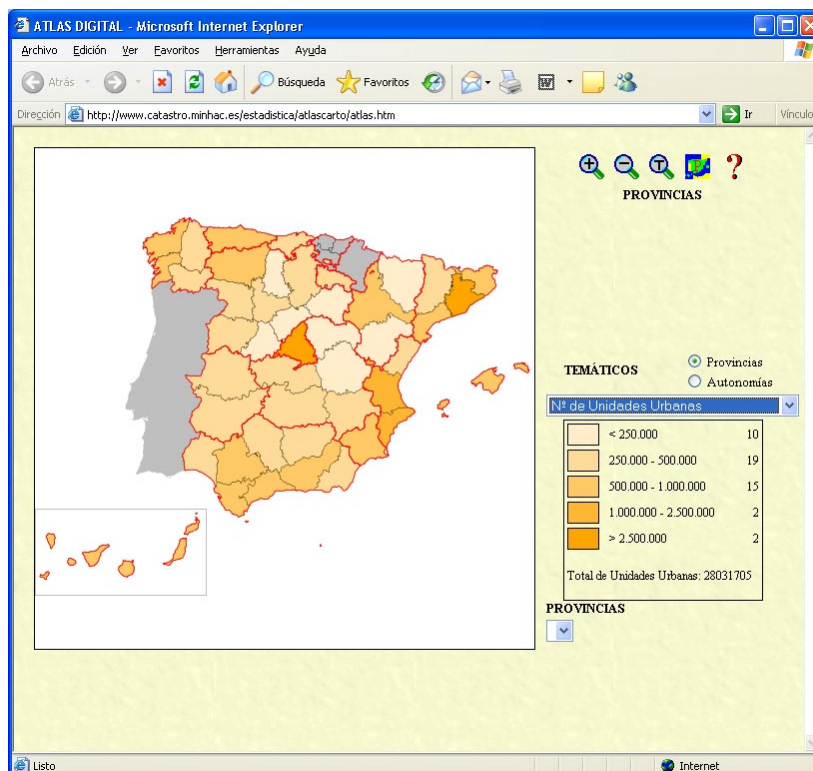 ATLAS DIGITAL - Microsoft Internet Explorer
Archivo Edición Ver Favoritos Herramientas Ayuda
Atrás Búsqueda Favoritos
Dirección http://www.catastro.minhac.es/estadistica/atlascarto/atlas.htm Ir Vínculo
T P ?
PROVINCIAS
TEMÁTICOS
Provincias
Autonomías
Nº de Unidades Urbanas
< 250.000 10
250.000 - 500.000 19
500.000 - 1.000.000 15
1.000.000 - 2.500.000 2
> 2.500.000 2
Total de Unidades Urbanas: 28031705
PROVINCIAS
Listo Internet